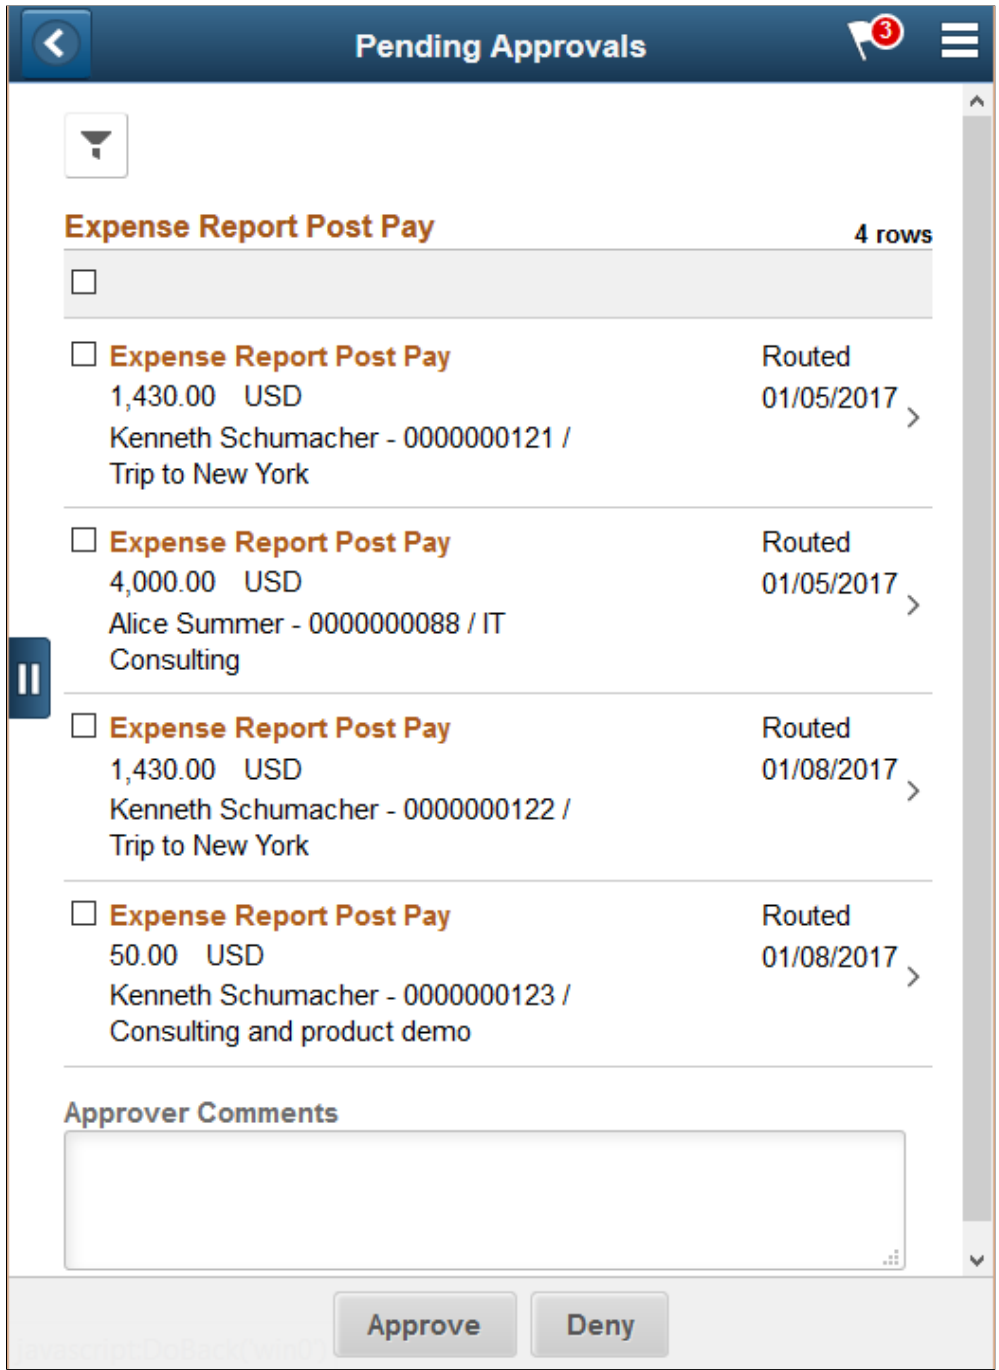 Pending Approvals
3
Expense Report Post Pay
4 rows
Expense Report Post Pay
Routed
1,430.00 USD
01/05/2017
Kenneth Schumacher - 0000000121 /
Trip to New York
Expense Report Post Pay
Routed
4,000.00 USD
01/05/2017
Alice Summer - 0000000088 / IT
Consulting
Expense Report Post Pay
Routed
1,430.00 USD
01/08/2017
Kenneth Schumacher - 0000000122 /
Trip to New York
Expense Report Post Pay
Routed
50.00 USD
01/08/2017
Kenneth Schumacher - 0000000123 /
Consulting and product demo
Approver Comments
Approve
Deny